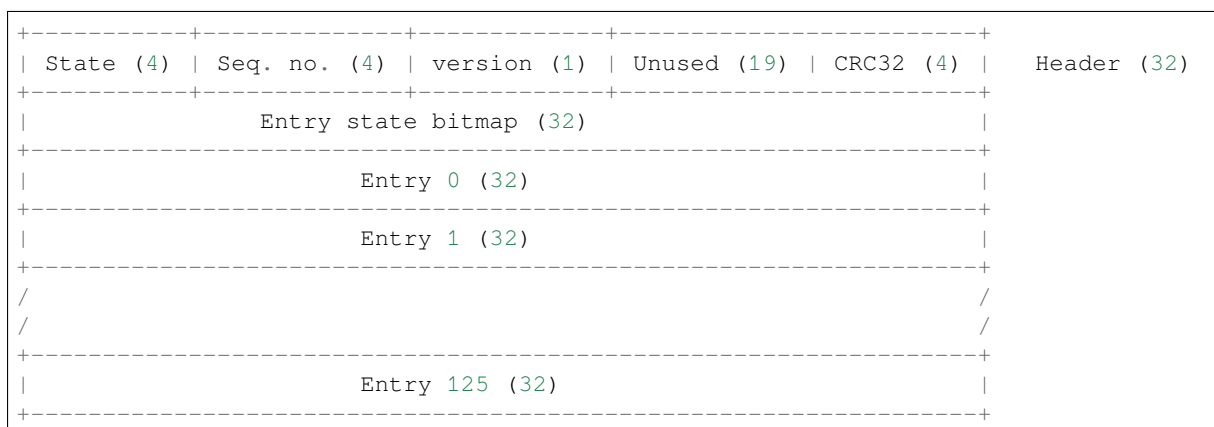 +-----------+--------------+-------------+-------------------------+
| State (4) | Seq. no. (4) | version (1) | Unused (19) | CRC32 (4) | Header (32)
+-----------+--------------+-------------+-------------------------+
| Entry state bitmap (32) |
+------------------------------------------------------------------+
| Entry 0 (32) |
+------------------------------------------------------------------+
| Entry 1 (32) |
+------------------------------------------------------------------+
/ /
/ /
+------------------------------------------------------------------+
| Entry 125 (32) |
+------------------------------------------------------------------+